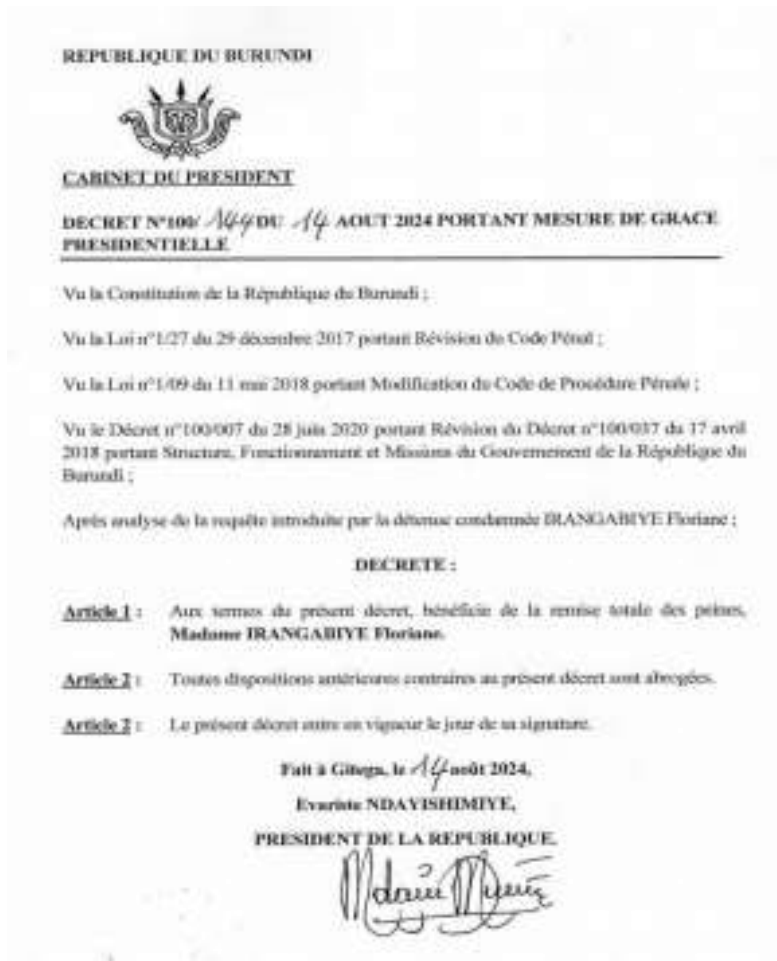 REPUBLIQUE DU BURUNDI
CABINET DU PRESIDENT
DECRET N°100/ 144 DU 14 AOUT 2024 PORTANT MESURE DE GRACE
PRESIDENTIELLE
Vu la Constitution de la République du Burundi ;
Vu la Loi n°1/27 du 29 décembre 2017 portant Révision du Code Pénal ;
Vu la Loi n°1/09 du 11 mai 2018 portant Modification du Code de Procédure Pénale ;
Vu le Décret n°100/007 du 28 juin 2020 portant Révision du Décret n°100/037 du 17 avril
2018 portant Structure, Fonctionnement et Missions du Gouvernement de la République du
Burundi ;
Après analyse de la requête introduite par la détenue condamnée IRANGABIYE Floriane ;
DECRETE :
Article 1 : Aux termes du présent décret, bénéficie de la remise totale des peines,
Madame IRANGABIYE Floriane.
Article 2 : Toutes dispositions antérieures contraires au présent décret sont abrogées.
Article 2 : Le présent décret entre en vigueur le jour de sa signature.
Fait à Gitega, le 14 août 2024,
Evariste NDAYISHIMIYE,
PRESIDENT DE LA REPUBLIQUE.